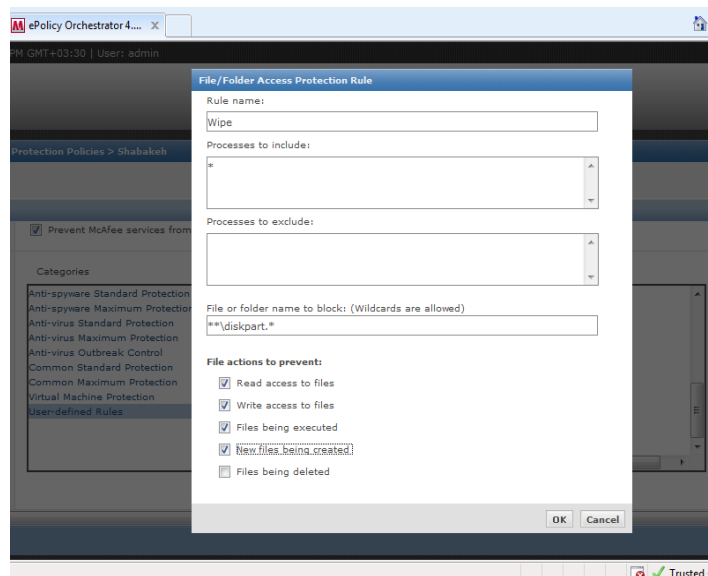 ePolicy Orchestrator 4.... X
PM GMT+03:30 | User: admin
File/Folder Access Protection Rule
Rule name:
Wipe
Processes to include:
*
Protection Policies > Shabakeh
Processes to exclude:
Prevent McAfee services from
Categories
Anti-spyware Standard Protection
Anti-spyware Maximum Protection
Anti-virus Standard Protection
Anti-virus Maximum Protection
Anti-virus Outbreak Control
Common Standard Protection
Common Maximum Protection
Virtual Machine Protection
User-defined Rules
File or folder name to block: (Wildcards are allowed)
**\diskpart.*
File actions to prevent:
Read access to files
Write access to files
Files being executed
New files being created
Files being deleted
OK Cancel
Trusted